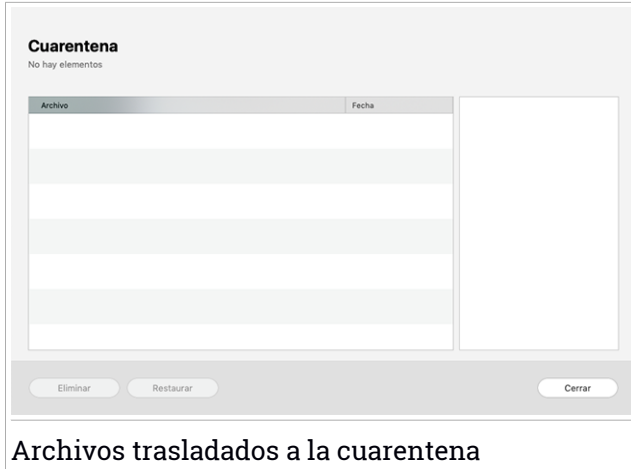 Cuarentena
No hay elementos
Archivo Fecha
Eliminar Restaurar Cerrar
Archivos trasladados a la cuarentena